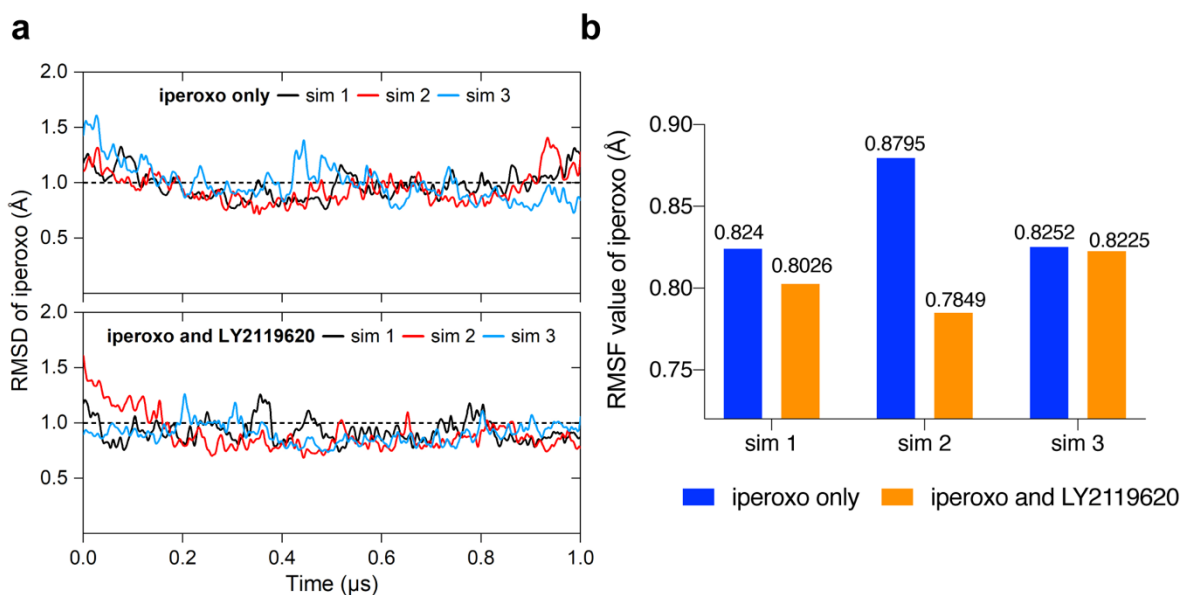 a
RMSD of iperoxo (Å)
2.0
1.5
1.0
0.5
iperoxo only sim 1 sim 2 sim 3
2.0
1.5
1.0
0.5
iperoxo and LY2119620 sim 1 sim 2 sim 3
0.0 0.2 0.4 0.6 0.8 1.0
Time (µs)
b
RMSF value of iperoxo (Å)
0.90
0.85
0.80
0.75
0.824
0.8026
0.8795
0.7849
0.8252
0.8225
sim 1 sim 2 sim 3
iperoxo only iperoxo and LY2119620